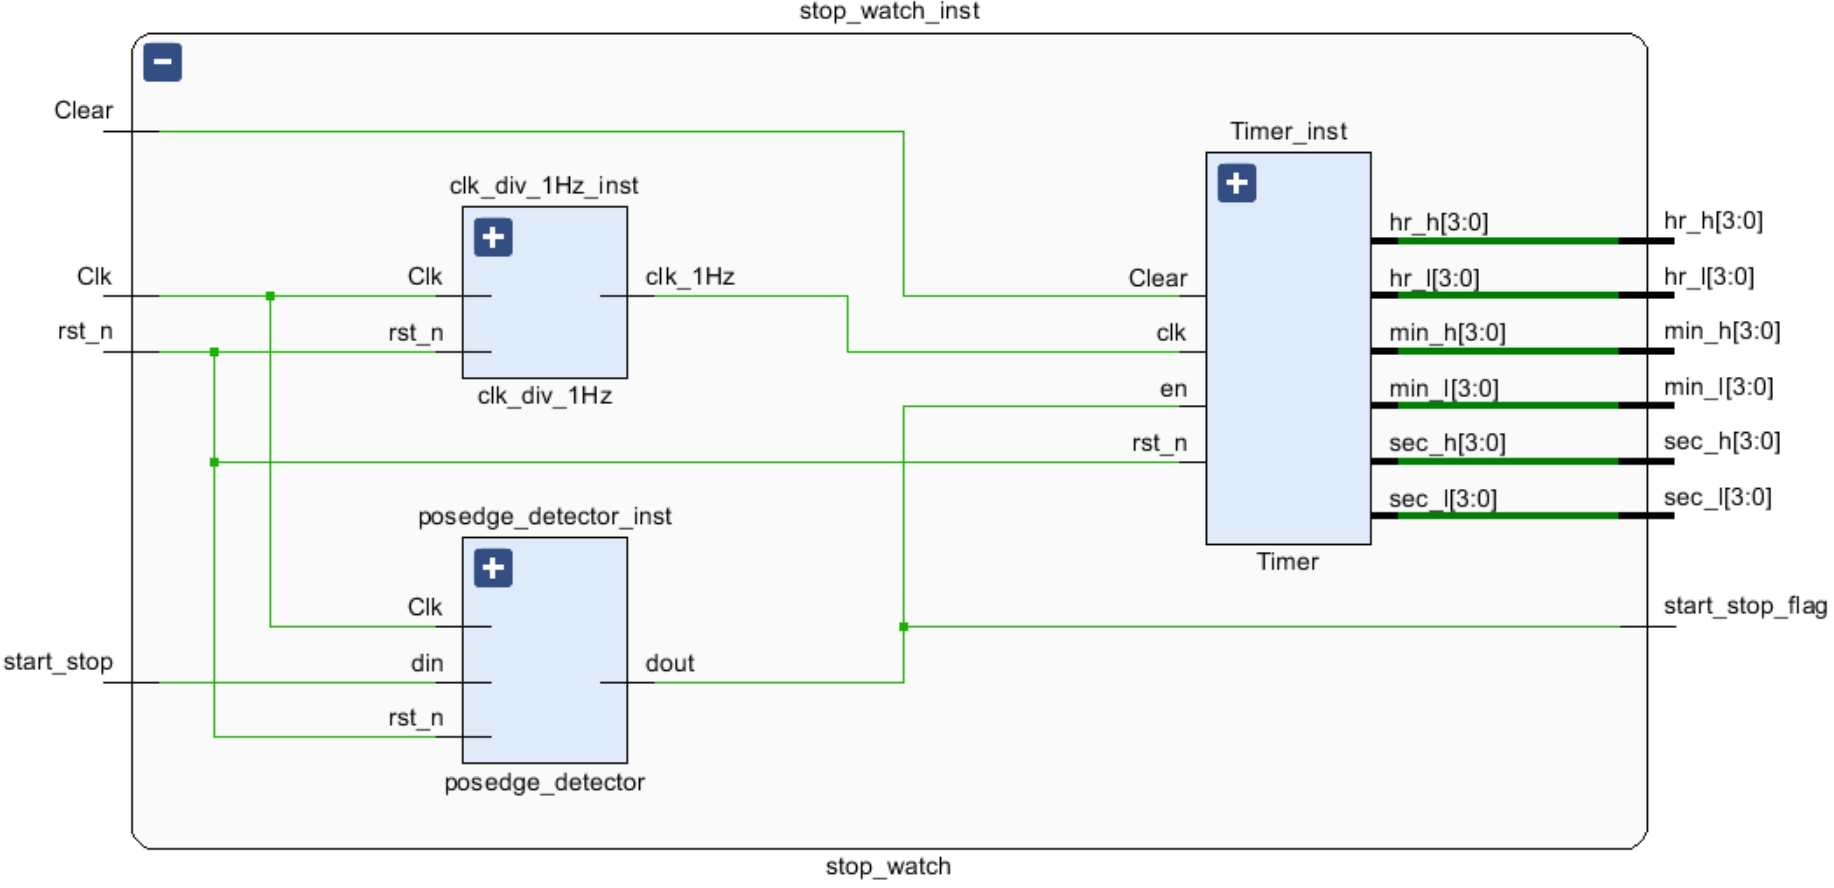 stop_watch_inst
Clear
Timer_inst
clk_div_1Hz_inst
hr_h[3:0]
hr_h[3:0]
Clk
Clk
clk_1Hz
Clear
hr_l[3:0]
hr_l[3:0]
rst_n
rst_n
clk
min_h[3:0]
min_h[3:0]
clk_div_1Hz
en
min_l[3:0]
min_l[3:0]
rst_n
sec_h[3:0]
sec_h[3:0]
posedge_detector_inst
sec_l[3:0]
sec_l[3:0]
Timer
Clk
start_stop_flag
start_stop
din
dout
rst_n
posedge_detector
stop_watch